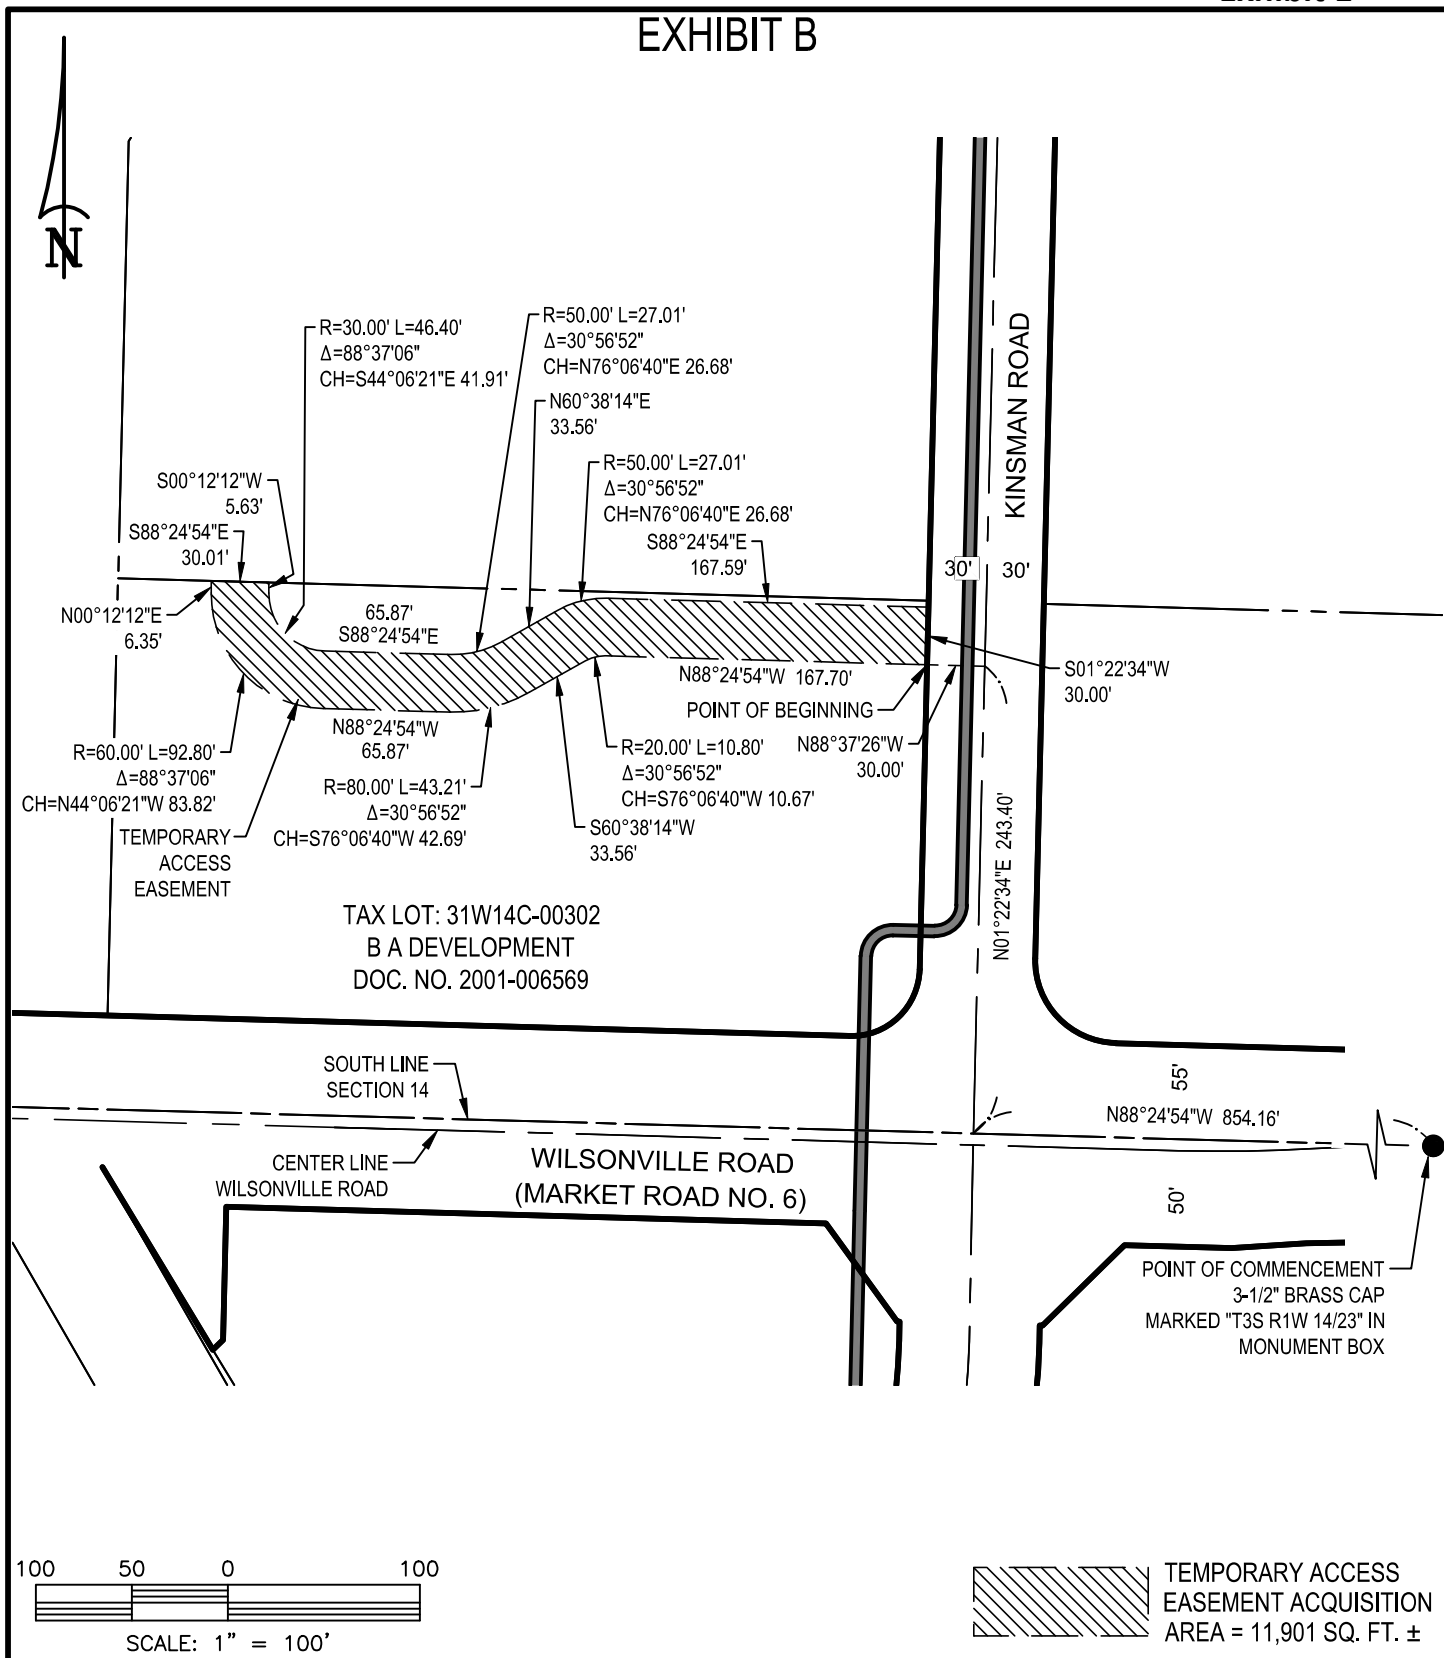 EXHIBIT B
N
R=30.00' L=46.40'
Δ=88°37'06"
CH=S44°06'21"E 41.91'
R=50.00' L=27.01'
Δ=30°56'52"
CH=N76°06'40"E 26.68'
N60°38'14"E
33.56'
R=50.00' L=27.01'
Δ=30°56'52"
CH=N76°06'40"E 26.68'
S88°24'54"E
167.59'
S00°12'12"W
5.63'
S88°24'54"E
30.01'
N00°12'12"E
6.35'
65.87'
S88°24'54"E
KINSMAN ROAD
30'
30'
S01°22'34"W
30.00'
N88°24'54"W 167.70'
POINT OF BEGINNING
N88°37'26"W
30.00'
N88°24'54"W
65.87'
R=60.00' L=92.80'
Δ=88°37'06"
CH=N44°06'21"W 83.82'
R=80.00' L=43.21'
Δ=30°56'52"
CH=S76°06'40"W 42.69'
R=20.00' L=10.80'
Δ=30°56'52"
CH=S76°06'40"W 10.67'
S60°38'14"W
33.56'
TEMPORARY
ACCESS
EASEMENT
N01°22'34"E 243.40'
TAX LOT: 31W14C-00302
B A DEVELOPMENT
DOC. NO. 2001-006569
SOUTH LINE
SECTION 14
55'
N88°24'54"W 854.16'
CENTER LINE
WILSONVILLE ROAD
WILSONVILLE ROAD
(MARKET ROAD NO. 6)
50'
POINT OF COMMENCEMENT
3-1/2" BRASS CAP
MARKED "T3S R1W 14/23" IN
MONUMENT BOX
100 50 0 100
SCALE: 1" = 100'
TEMPORARY ACCESS
EASEMENT ACQUISITION
AREA = 11,901 SQ. FT. ±